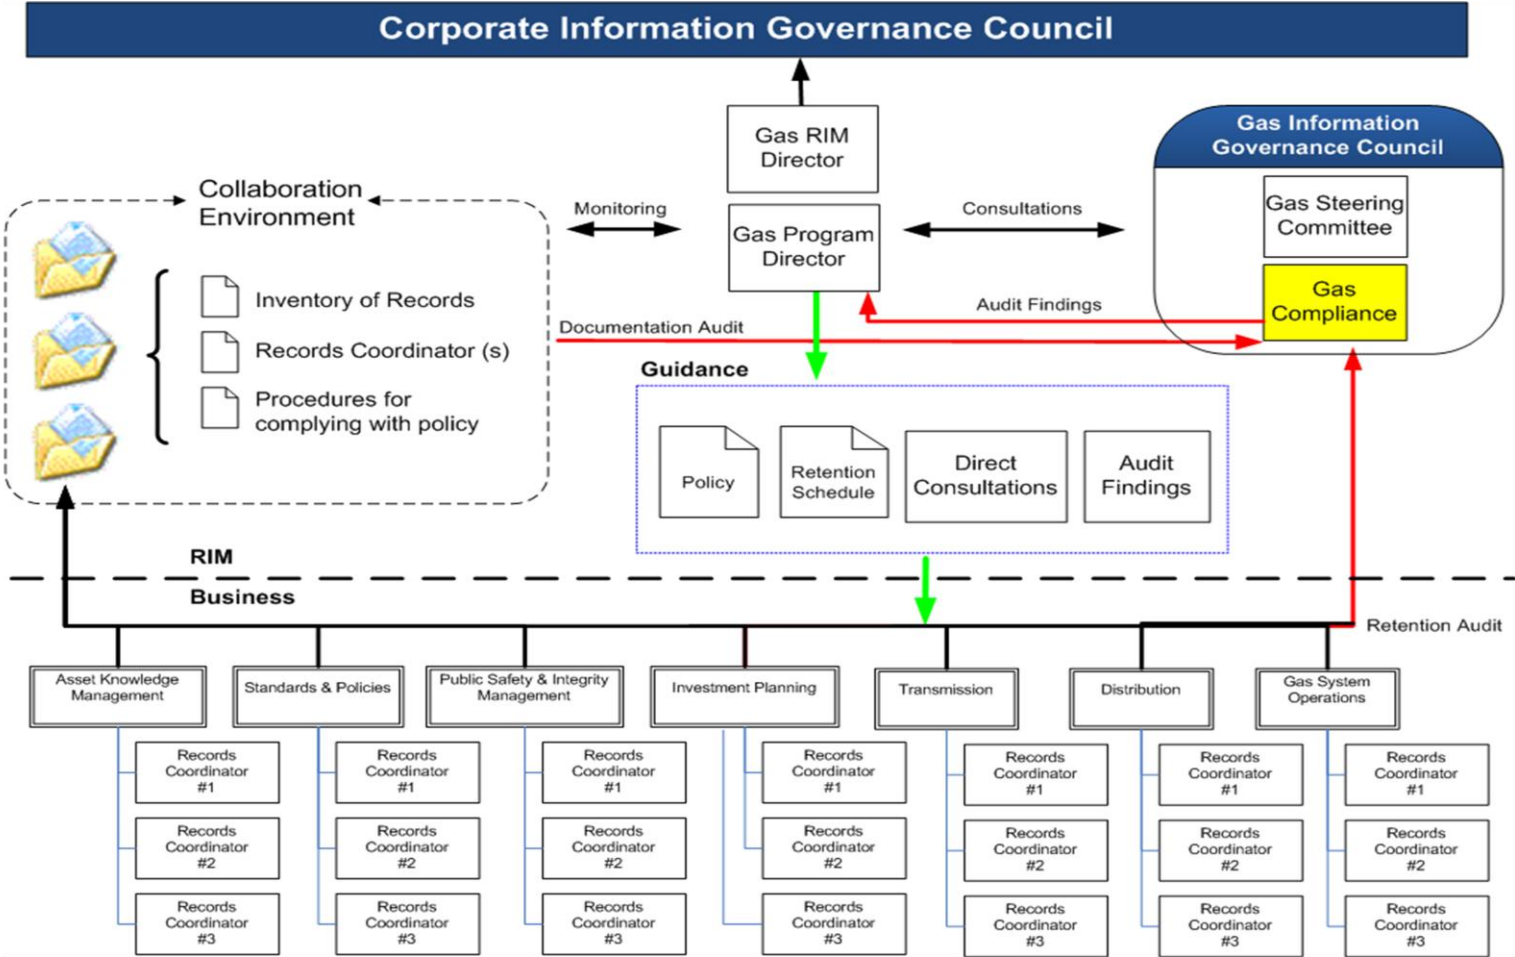 Corporate Information Governance Council
Gas RIM
Director
Gas Information
Governance Council
Collaboration
Environment
Monitoring
Gas Program
Director
Consultations
Gas Steering
Committee
Inventory of Records
Records Coordinator (s)
Procedures for
complying with policy
Documentation Audit
Audit Findings
Gas
Compliance
Guidance
Policy
Retention
Schedule
Direct
Consultations
Audit
Findings
RIM
Business
Retention Audit
Asset Knowledge
Management
Standards & Policies
Public Safety & Integrity
Management
Investment Planning
Transmission
Distribution
Gas System
Operations
Records
Coordinator
#1
Records
Coordinator
#1
Records
Coordinator
#1
Records
Coordinator
#1
Records
Coordinator
#1
Records
Coordinator
#1
Records
Coordinator
#1
Records
Coordinator
#2
Records
Coordinator
#2
Records
Coordinator
#2
Records
Coordinator
#2
Records
Coordinator
#2
Records
Coordinator
#2
Records
Coordinator
#2
Records
Coordinator
#3
Records
Coordinator
#3
Records
Coordinator
#3
Records
Coordinator
#3
Records
Coordinator
#3
Records
Coordinator
#3
Records
Coordinator
#3